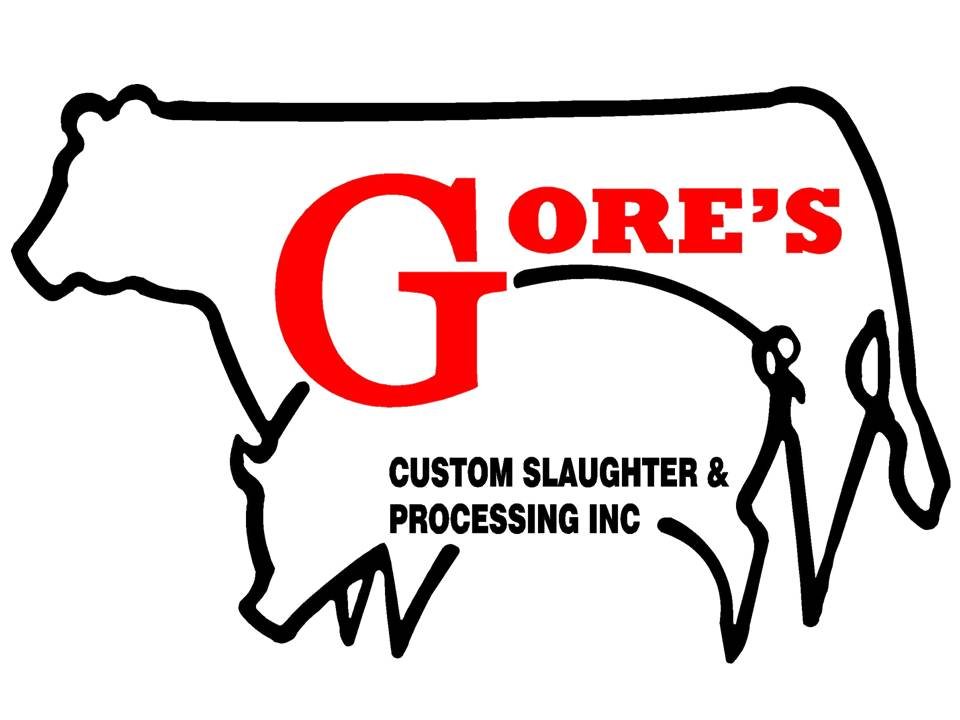 GORE'S
CUSTOM SLAUGHTER &
PROCESSING INC